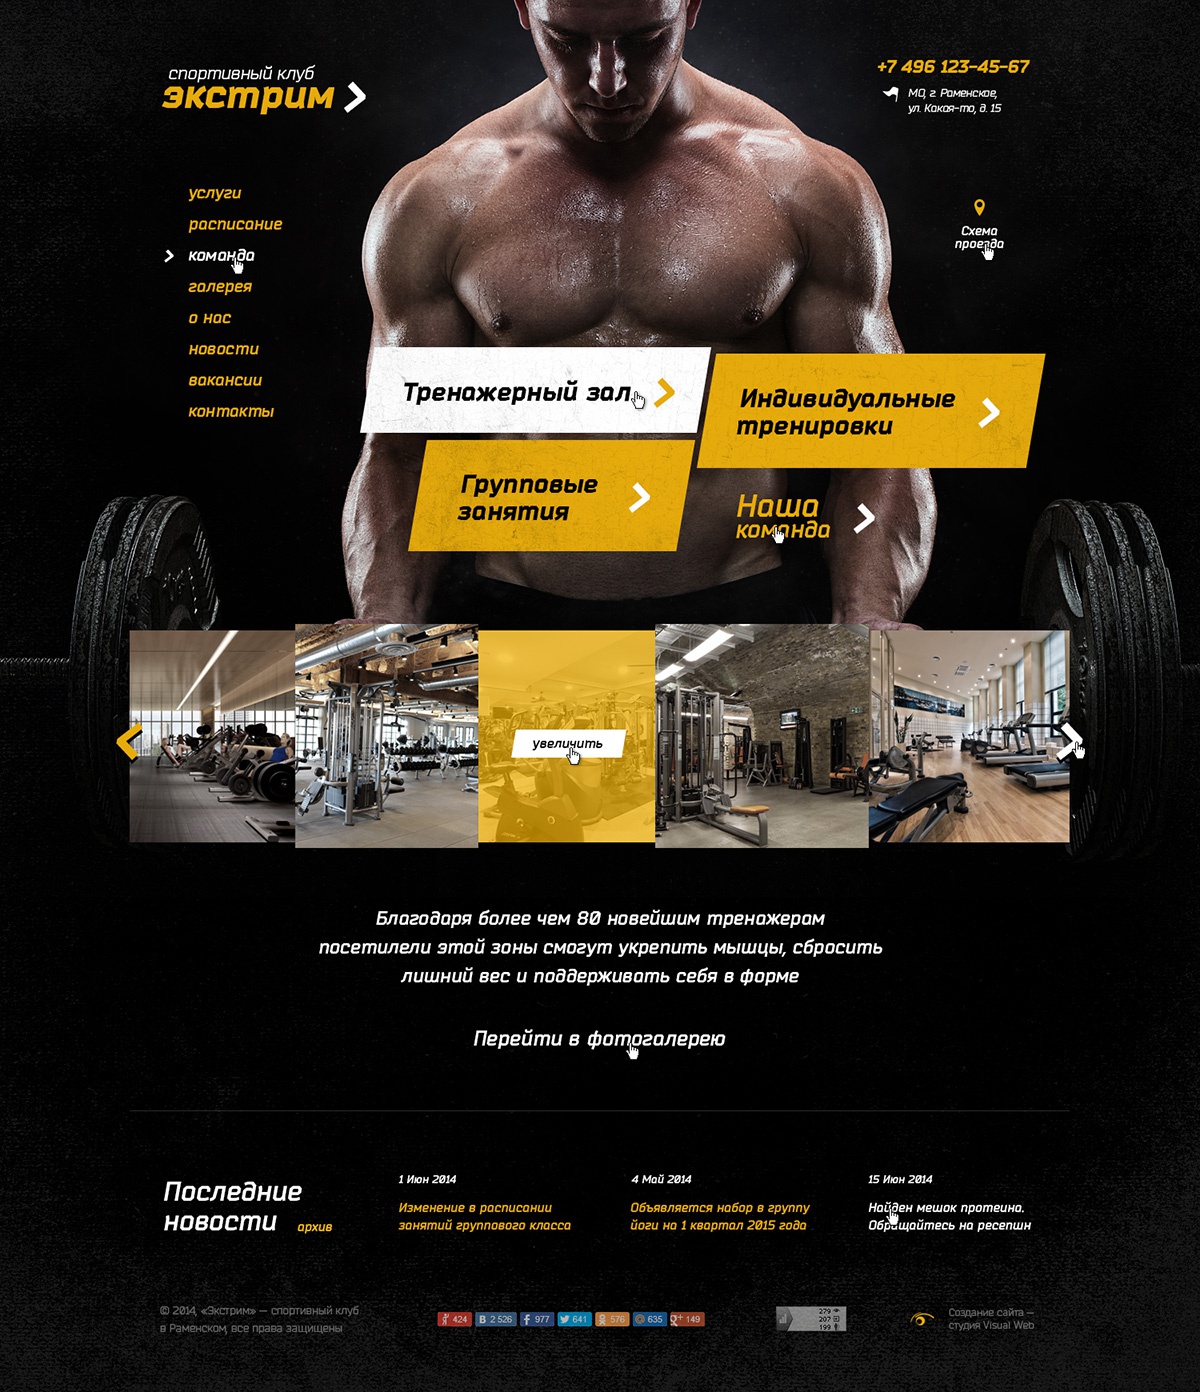 спортивный клуб
экстрим
+7 496 123-45-67
МО, г. Раменское,
ул. Какая-то, д. 15
услуги
расписание
команда
галерея
о нас
новости
вакансии
контакты
Схема
проезда
Тренажерный зал
Индивидуальные
тренировки
Групповые
занятия
Наша
команда
увеличить
Благодаря более чем 80 новейшим тренажерам
посетилели этой зоны смогут укрепить мышцы, сбросить
лишний вес и поддерживать себя в форме
Перейти в фотогалерею
Последние
новости
архив
1 Июн 2014
Изменение в расписании
занятий группового класса
4 Май 2014
Объявляется набор в группу
йоги на 1 квартал 2015 года
15 Июн 2014
Найден мешок протеина.
Обращайтесь на ресепшн
© 2014, «Экстрим» — спортивный клуб
в Раменском, все права защищены
424
B 2 526
f 977
641
576
635
g+ 149
279
207
199
Создание сайта —
студия Visual Web